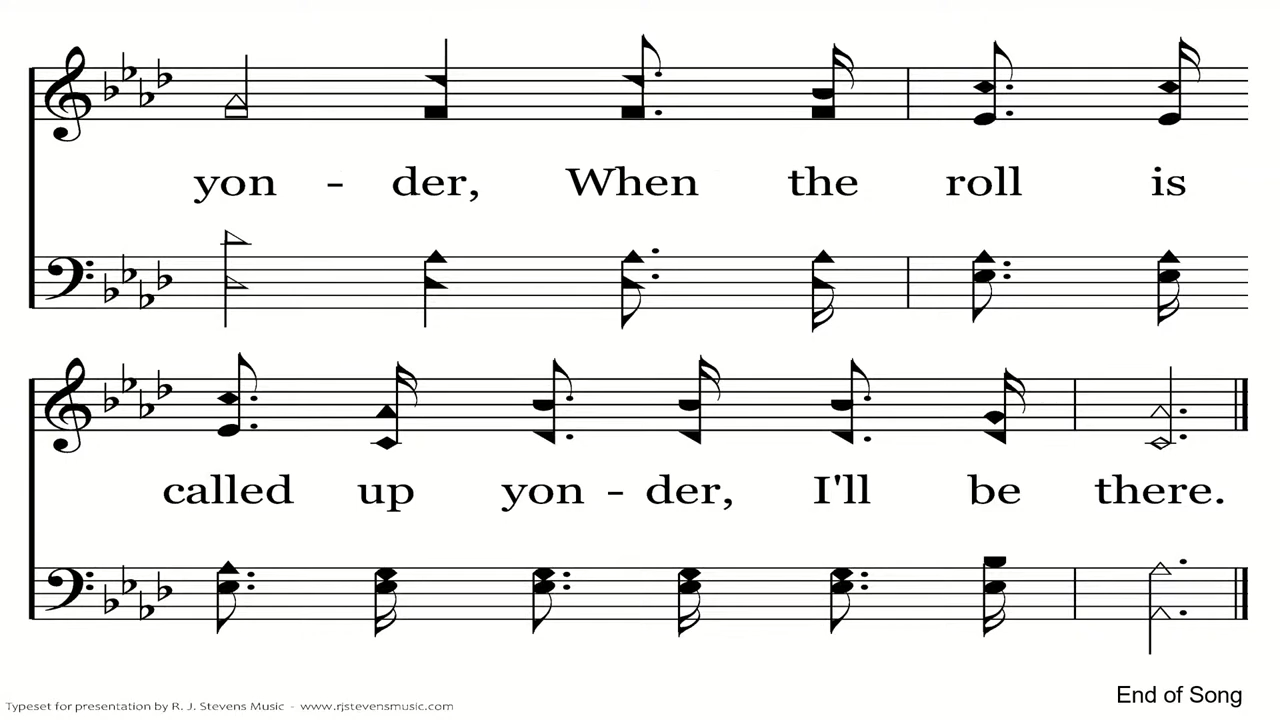 yon - der, When the roll is
called up yon - der, I'll be there.
End of Song
Typeset for presentation by R. J. Stevens Music - www.rjstevensmusic.com